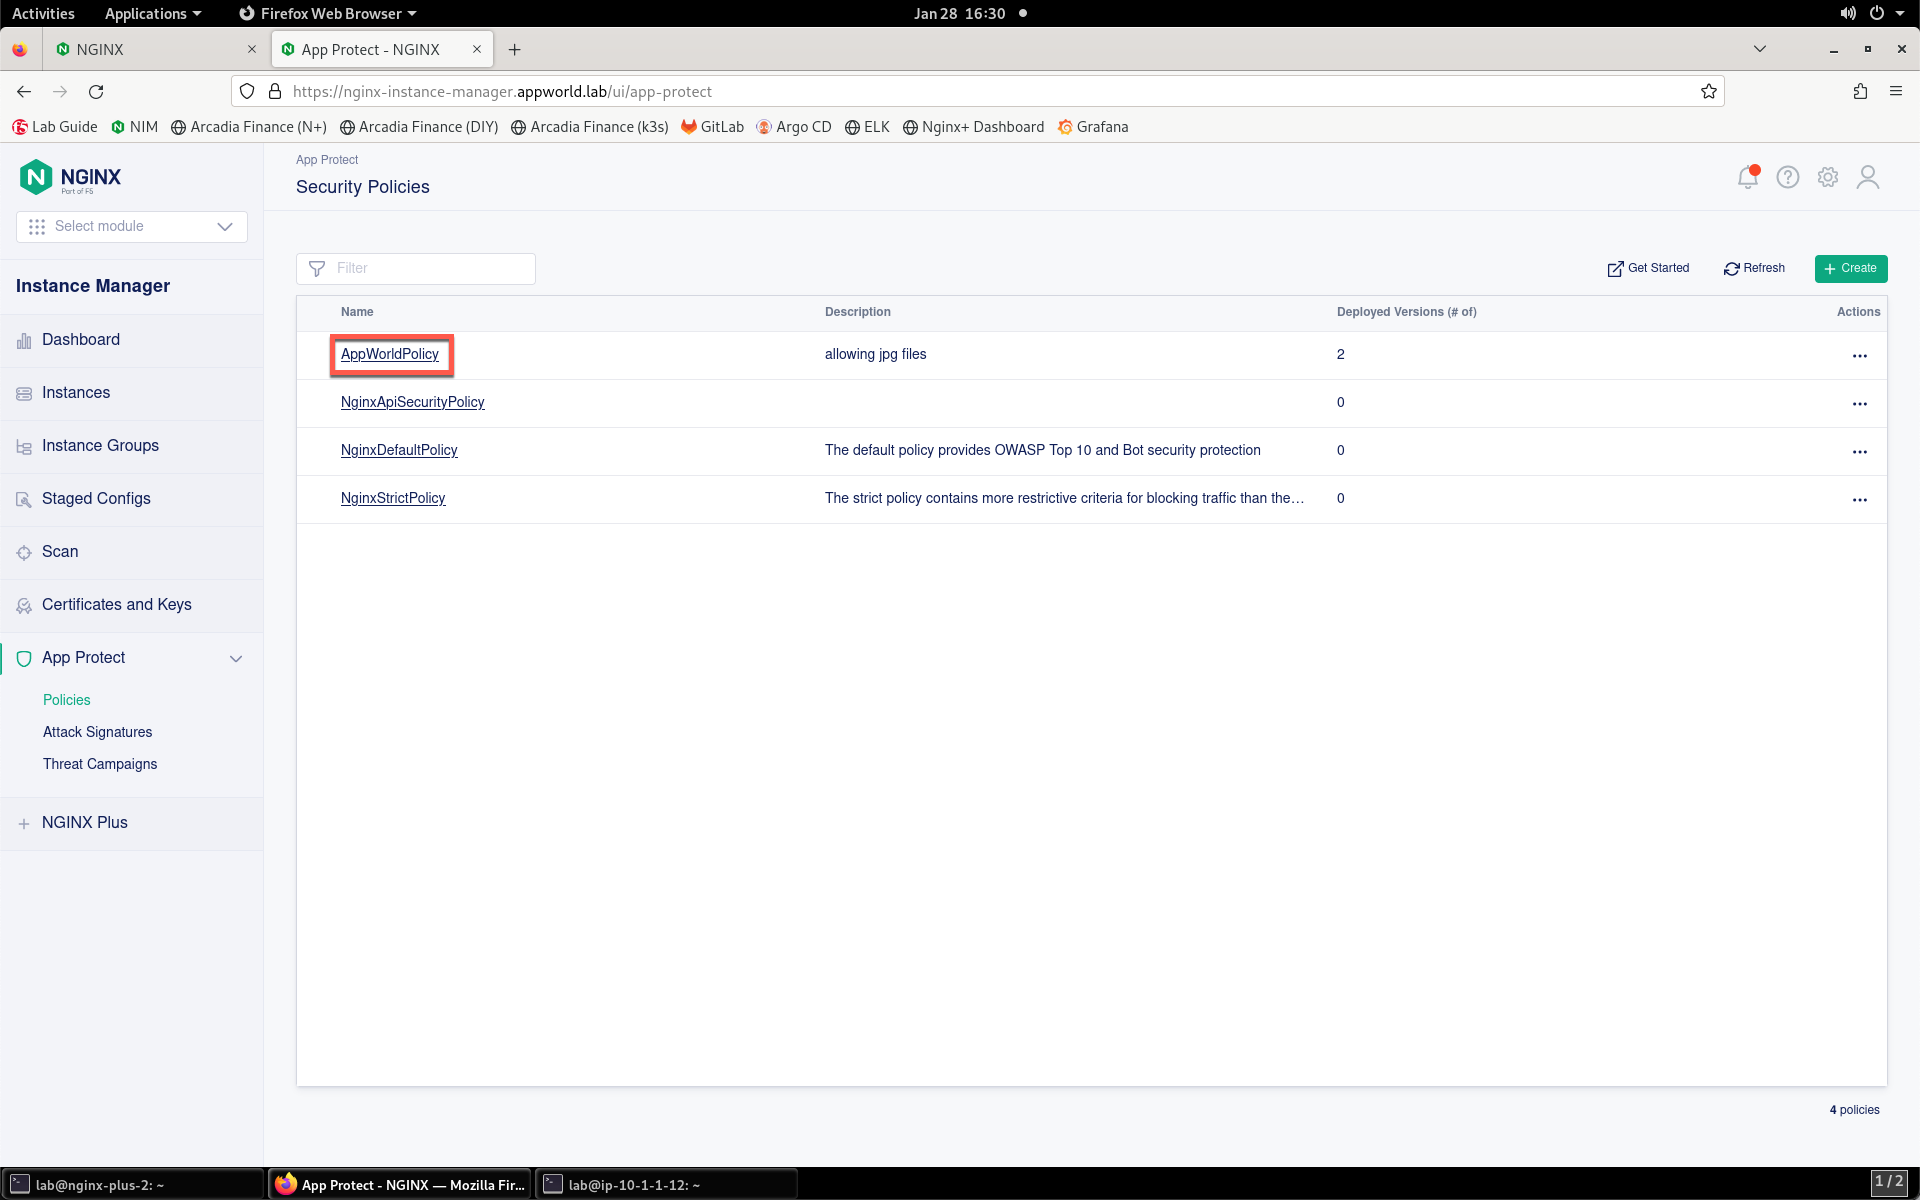 Activities Applications Firefox Web Browser Jan 28 16:30
NGINX App Protect - NGINX
https://nginx-instance-manager.appworld.lab/ui/app-protect
Lab Guide NIM Arcadia Finance (N+) Arcadia Finance (DIY) Arcadia Finance (k3s) GitLab Argo CD ELK Nginx+ Dashboard Grafana
NGINX
Part of F5
Select module
Instance Manager
Dashboard
Instances
Instance Groups
Staged Configs
Scan
Certificates and Keys
App Protect
Policies
Attack Signatures
Threat Campaigns
NGINX Plus
App Protect
Security Policies
Filter Get Started Refresh Create
Name Description Deployed Versions (# of) Actions
AppWorldPolicy allowing jpg files 2
NginxApiSecurityPolicy 0
NginxDefaultPolicy The default policy provides OWASP Top 10 and Bot security protection 0
NginxStrictPolicy The strict policy contains more restrictive criteria for blocking traffic than the… 0
4 policies
lab@nginx-plus-2: ~ App Protect - NGINX — Mozilla Fir... lab@ip-10-1-1-12: ~ 1 / 2